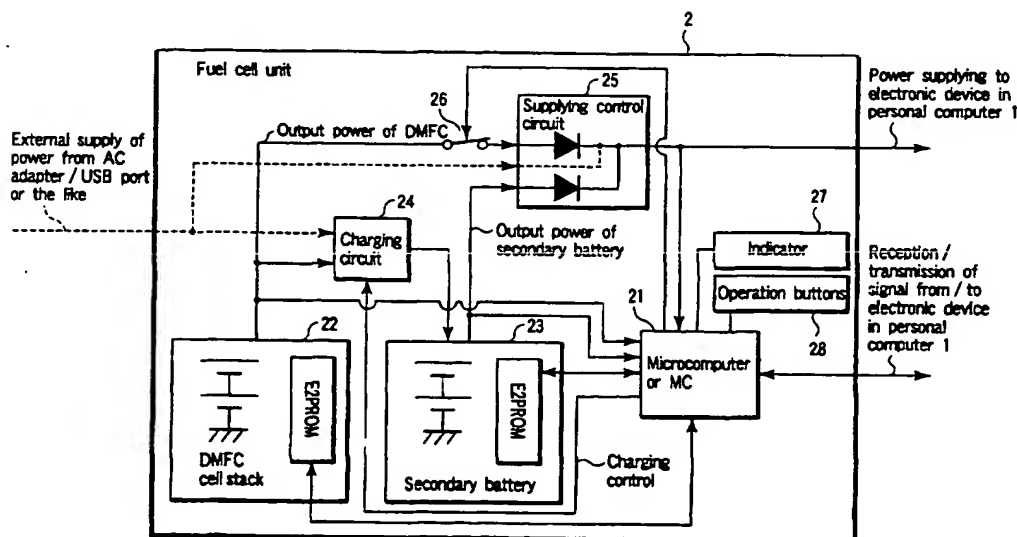 2
Fuel cell unit
25
Supplying control
circuit
26
Output power of DMFC
Power supplying to
electronic device in
personal computer 1
External supply of
power from AC
adapter / USB port
or the like
24
Charging
circuit
Output power of
secondary battery
27
Indicator
Reception /
transmission of
signal from / to
electronic device
in personal
computer 1
Operation buttons
28
21
Microcomputer
or MC
22
E2PROM
DMFC
cell stack
23
E2PROM
Secondary battery
Charging
control